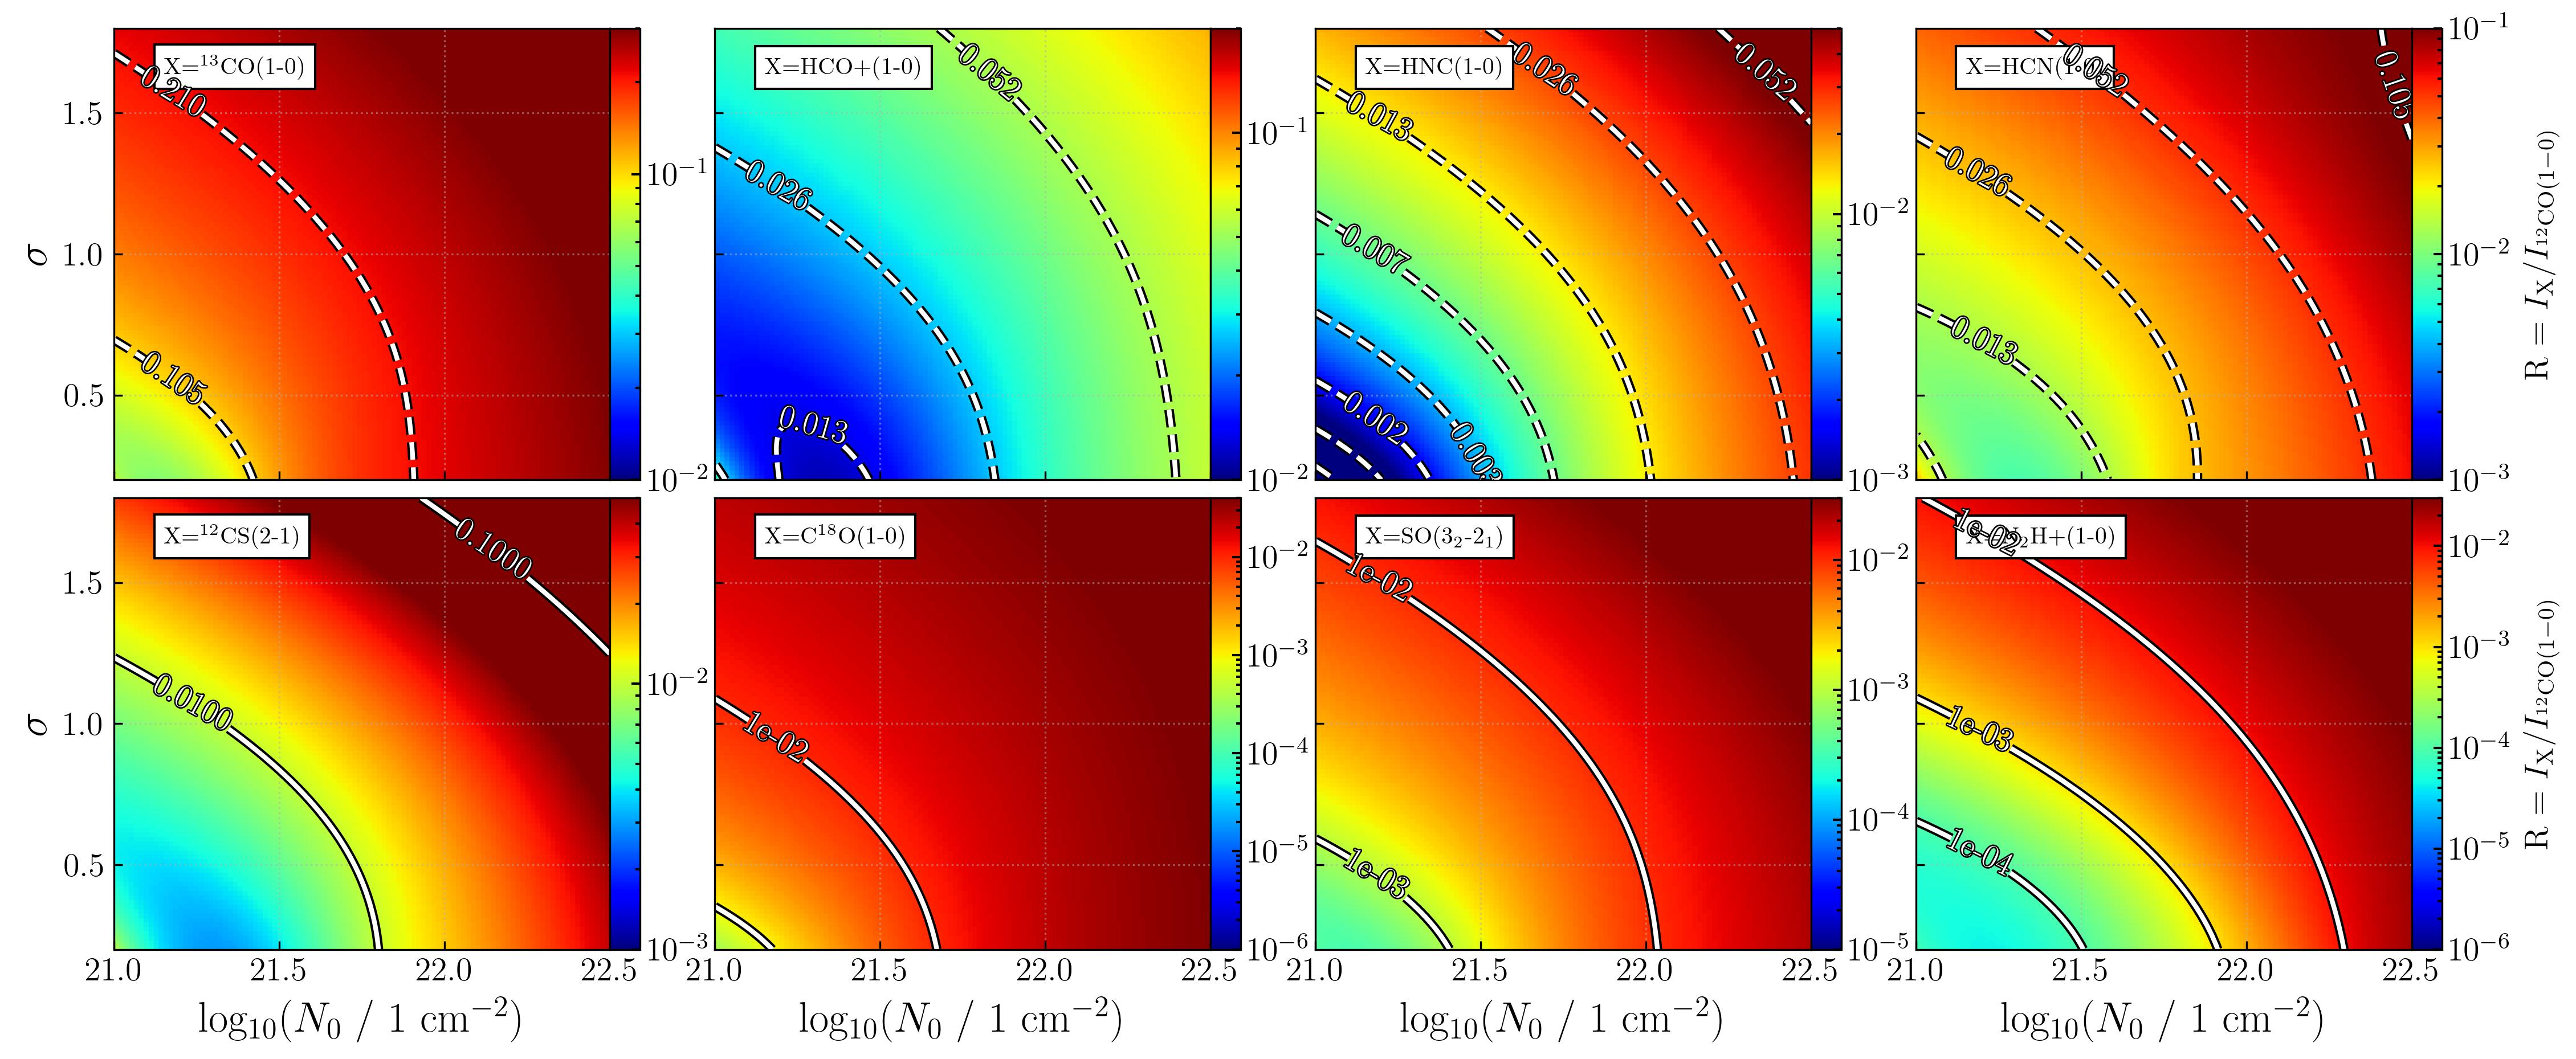 X=¹³CO(1-0)
0.210
0.105
σ
1.5
1.0
0.5
10⁻¹
10⁻²
X=HCO+(1-0)
0.052
0.026
0.013
10⁻¹
10⁻²
X=HNC(1-0)
0.052
0.026
0.013
0.007
0.003
0.002
10⁻²
10⁻³
0.052
0.105
0.026
0.013
10⁻¹
10⁻²
10⁻³
R = I_X/I_¹²CO(1−0)
X=¹²CS(2-1)
0.1000
0.0100
σ
1.5
1.0
0.5
10⁻²
10⁻³
X=C¹⁸O(1-0)
1e-02
10⁻²
10⁻³
10⁻⁴
10⁻⁵
10⁻⁶
X=SO(3₂-2₁)
1e-02
1e-03
10⁻²
10⁻³
10⁻⁴
10⁻⁵
1e-02
1e-03
1e-04
10⁻²
10⁻³
10⁻⁴
10⁻⁵
10⁻⁶
R = I_X/I_¹²CO(1−0)
21.0 21.5 22.0 22.5
21.0 21.5 22.0 22.5
21.0 21.5 22.0 22.5
21.0 21.5 22.0 22.5
log₁₀(N₀ / 1 cm⁻²)
log₁₀(N₀ / 1 cm⁻²)
log₁₀(N₀ / 1 cm⁻²)
log₁₀(N₀ / 1 cm⁻²)